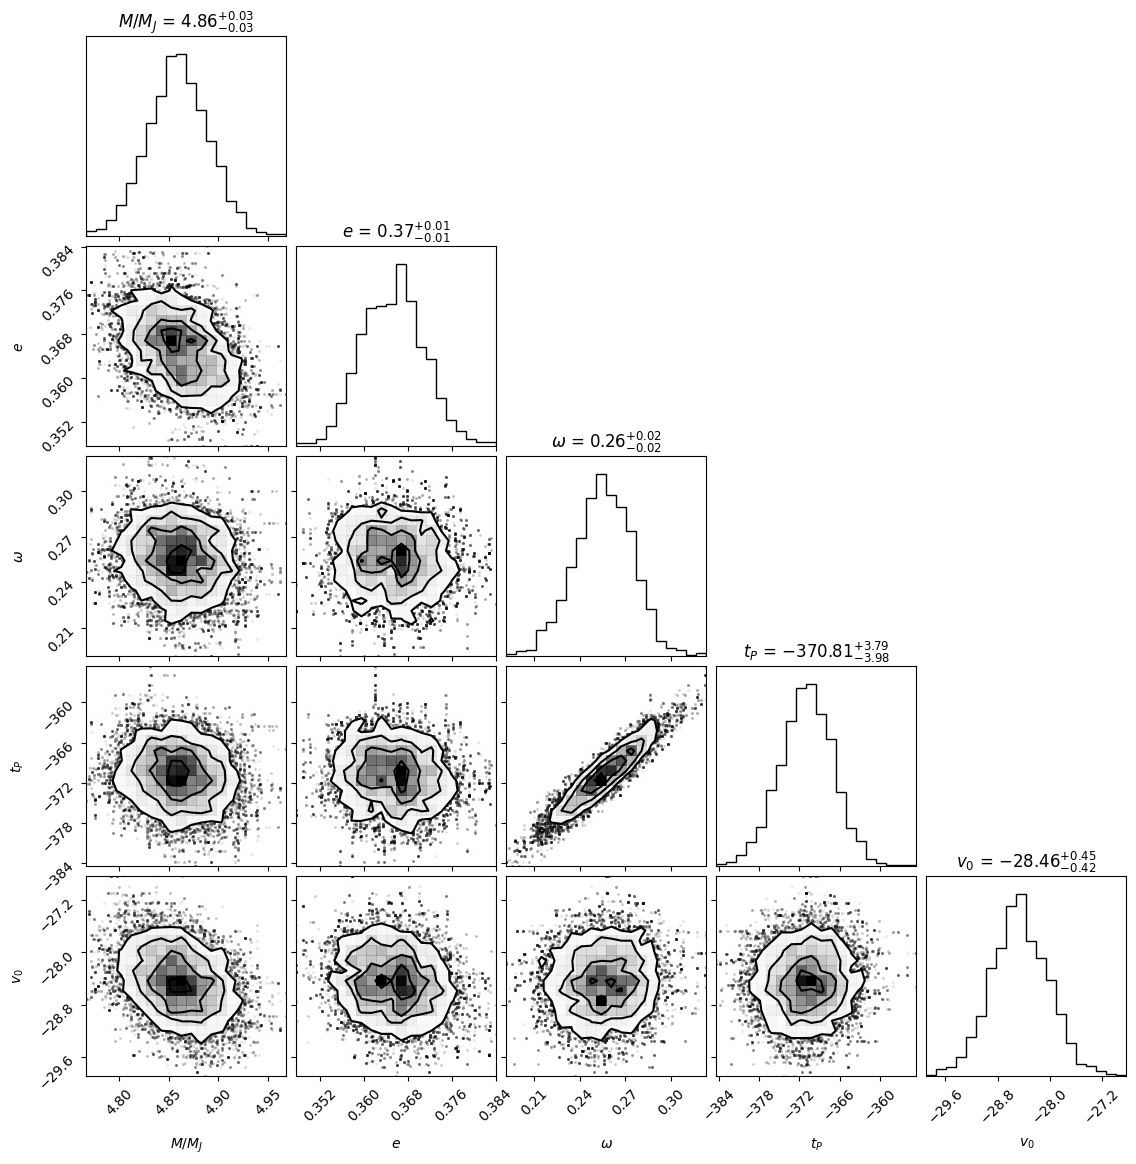 M/M_J = 4.86^{+0.03}_{-0.03}
0.384
0.376
0.368
0.360
0.352
e
e = 0.37^{+0.01}_{-0.01}
0.30
0.27
0.24
0.21
ω
ω = 0.26^{+0.02}_{-0.02}
−360
−366
−372
−378
−384
t_P
t_P = −370.81^{+3.79}_{-3.98}
−27.2
−28.0
−28.8
−29.6
v_0
v_0 = −28.46^{+0.45}_{-0.42}
4.80 4.85 4.90 4.95
0.352 0.360 0.368 0.376 0.384
0.21 0.24 0.27 0.30
−384 −378 −372 −366 −360
−29.6 −28.8 −28.0 −27.2
M/M_J e ω t_P v_0